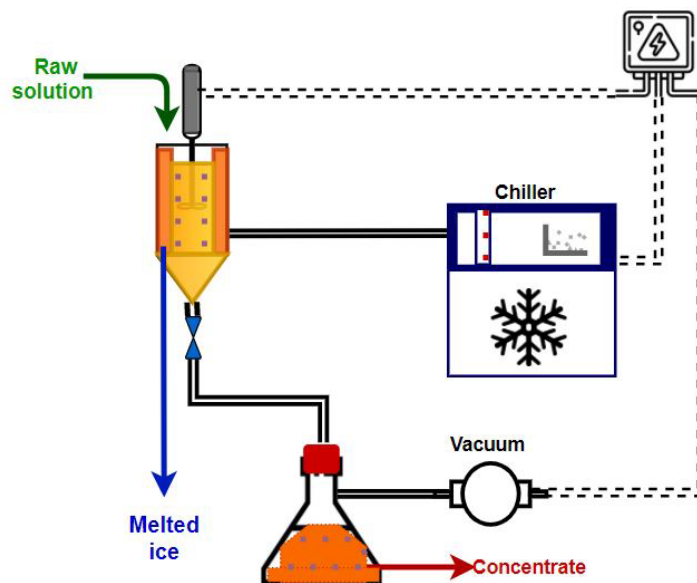 Raw
solution
Chiller
Vacuum
Melted
ice
Concentrate